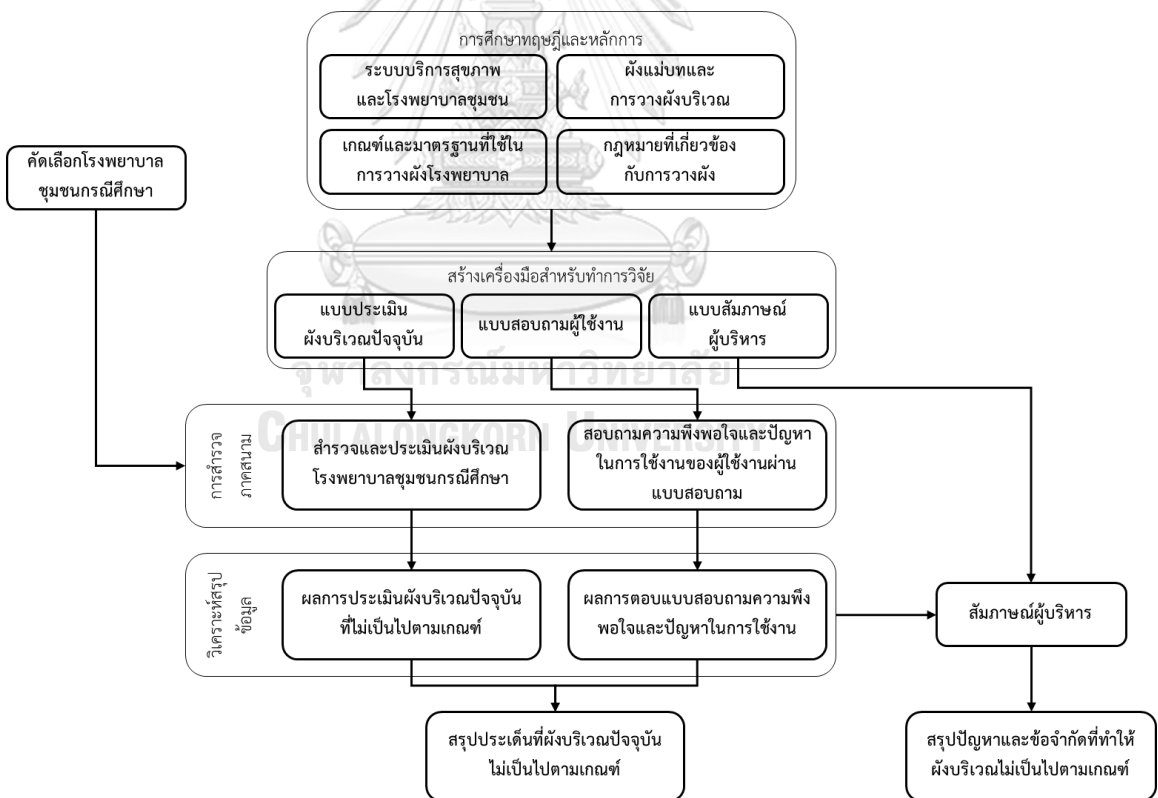 การศึกษาทฤษฎีและหลักการ
ระบบบริการสุขภาพ
และโรงพยาบาลชุมชน
ผังแม่บทและ
การวางผังบริเวณ
เกณฑ์และมาตรฐานที่ใช้ใน
การวางผังโรงพยาบาล
กฎหมายที่เกี่ยวข้อง
กับการวางผัง
คัดเลือกโรงพยาบาล
ชุมชนกรณีศึกษา
สร้างเครื่องมือสำหรับทำการวิจัย
แบบประเมิน
ผังบริเวณปัจจุบัน
แบบสอบถามผู้ใช้งาน
แบบสัมภาษณ์
ผู้บริหาร
จุฬาลงกรณ์มหาวิทยาลัย
CHULALONGKORN UNIVERSITY
การสำรวจ
ภาคสนาม
สำรวจและประเมินผังบริเวณ
โรงพยาบาลชุมชนกรณีศึกษา
สอบถามความพึงพอใจและปัญหา
ในการใช้งานของผู้ใช้งานผ่าน
แบบสอบถาม
วิเคราะห์สรุป
ข้อมูล
ผลการประเมินผังบริเวณปัจจุบัน
ที่ไม่เป็นไปตามเกณฑ์
ผลการตอบแบบสอบถามความพึง
พอใจและปัญหาในการใช้งาน
สัมภาษณ์ผู้บริหาร
สรุปประเด็นที่ผังบริเวณปัจจุบัน
ไม่เป็นไปตามเกณฑ์
สรุปปัญหาและข้อจำกัดที่ทำให้
ผังบริเวณไม่เป็นไปตามเกณฑ์